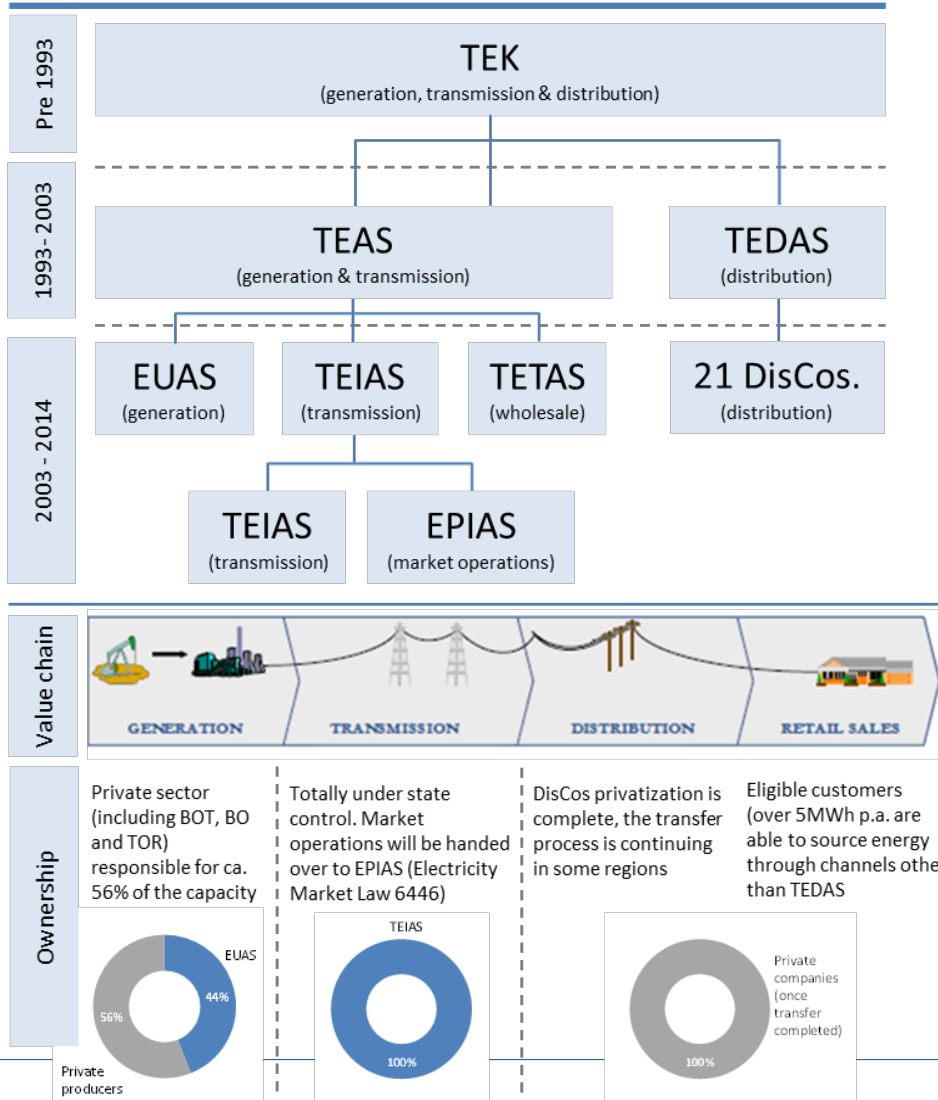 Pre 1993
TEK
(generation, transmission & distribution)
1993- 2003
TEAS
(generation & transmission)
TEDAS
(distribution)
2003 - 2014
EUAS
(generation)
TEIAS
(transmission)
TETAS
(wholesale)
21 DisCos.
(distribution)
TEIAS
(transmission)
EPIAS
(market operations)
Value chain
GENERATION
TRANSMISSION
DISTRIBUTION
RETAIL SALES
Ownership
Private sector
(including BOT, BO
and TOR)
responsible for ca.
56% of the capacity
Totally under state
control. Market
operations will be handed
over to EPIAS (Electricity
Market Law 6446)
DisCos privatization is
complete, the transfer
process is continuing
in some regions
Eligible customers
(over 5MWh p.a. are
able to source energy
through channels othe
than TEDAS
EUAS
44%
56%
Private
producers
TEIAS
100%
Private
companies
(once
transfer
completed)
100%